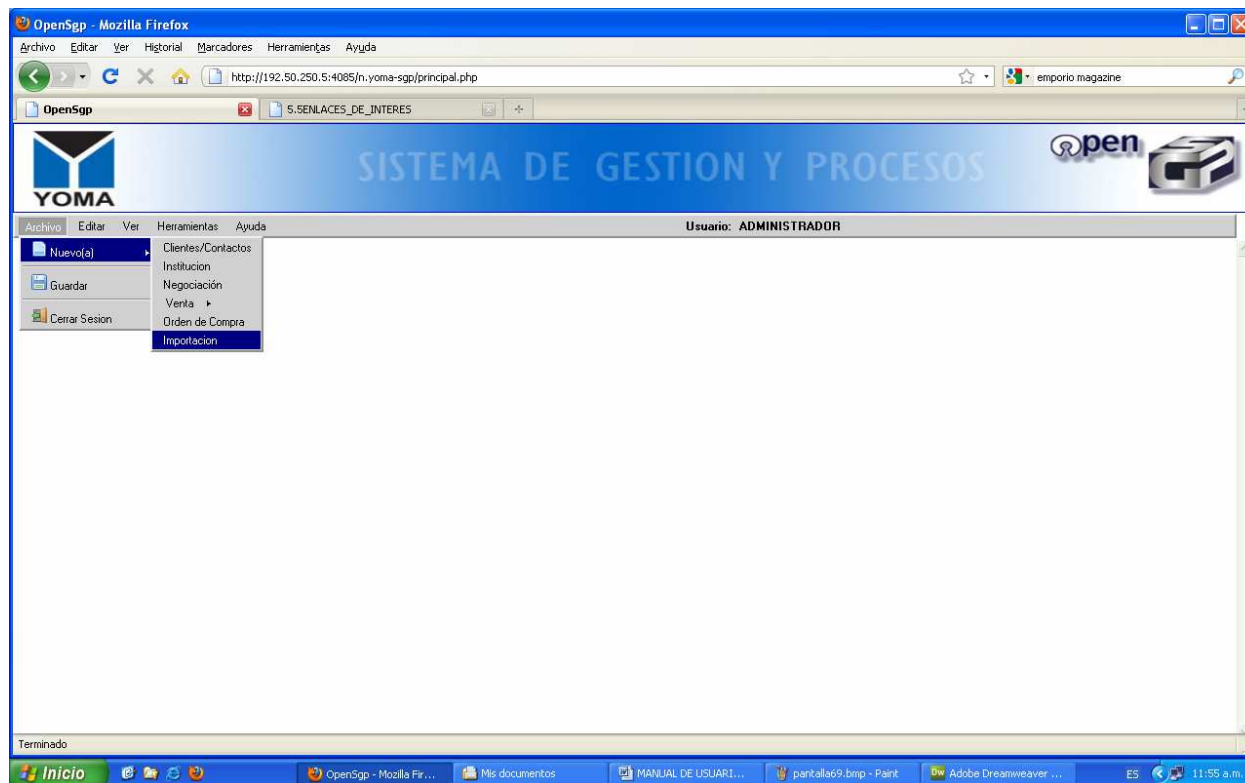 OpenSgp - Mozilla Firefox
Archivo Editar Ver Historial Marcadores Herramientas Ayuda
http://192.50.250.5:4085/n.yoma-sgp/principal.php
emporio magazine
OpenSgp
5.5ENLACES_DE_INTERES
YOMA
SISTEMA DE GESTION Y PROCESOS
Open
Archivo Editar Ver Herramientas Ayuda
Usuario: ADMINISTRADOR
Nuevo(a)
Guardar
Cerrar Sesion
Clientes/Contactos
Institucion
Negociación
Venta
Orden de Compra
Importacion
Terminado
Inicio
OpenSgp - Mozilla Fir...
Mis documentos
MANUAL DE USUARI...
pantalla69.bmp - Paint
Adobe Dreamweaver ...
ES
11:55 a.m.